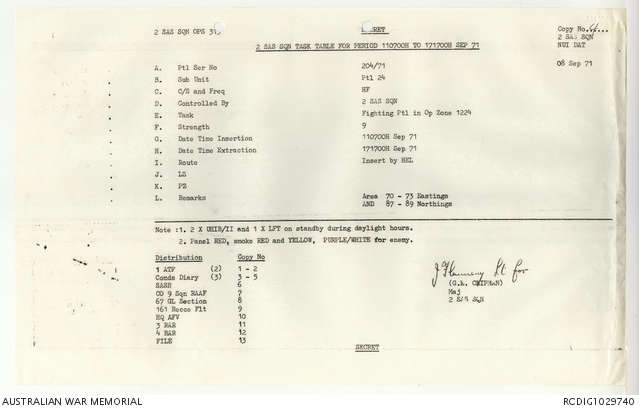 2 SAS SQN OPS
SECRET
Copy No.
2 SAS SQN
NUI DAT
2 SAS SQN TASK TABLE FOR PERIOD 110700H TO 171700H SEP 71
08 Sep 71
A. Ptl Ser No 204/71
B. Sub Unit Ptl 24
C. C/S and Freq HF
D. Controlled By 2 SAS SQN
E. Task Fighting Ptl in Op Zone 1224
F. Strength 9
G. Date Time Insertion 110700H Sep 71
H. Date Time Extraction 171700H Sep 71
I. Route Insert by HEL
J. LZ
K. PZ
L. Remarks Area 70 - 73 Eastings
AND 87 - 89 Northings
Note :1. 2 X UHIH/II and 1 X LFT on standby during daylight hours.
2. Panel RED, smoke RED and YELLOW, PURPLE/WHITE for enemy.
Distribution Copy No
1 ATF (2) 1 - 2
Comds Diary (3) 3 - 5
SASR 6
CO 9 Sqn RAAF 7
67 GL Section 8
161 Recce Flt 9
HQ AFV 10
3 RAR 11
4 RAR 12
FILE 13
Lt for
(G.R. CHIPMAN)
Maj
2 SAS SQN
SECRET
AUSTRALIAN WAR MEMORIAL
RCDIG1029740